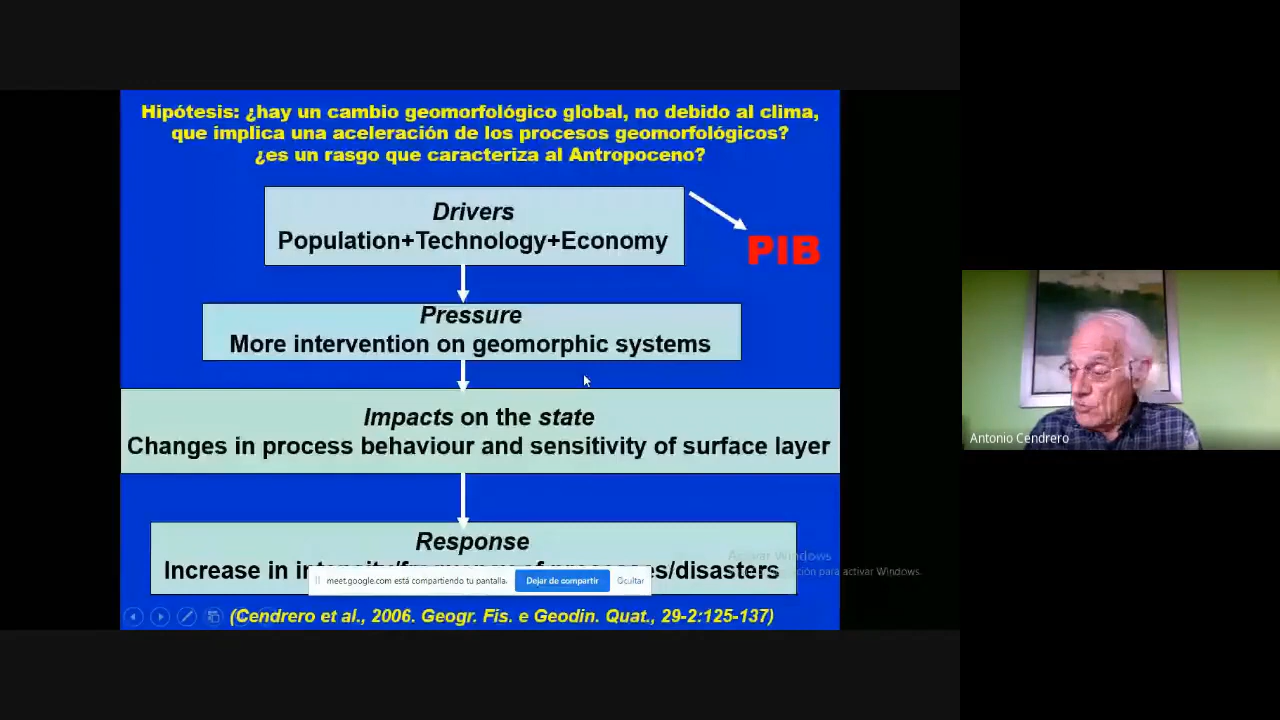 Hipótesis: ¿hay un cambio geomorfológico global, no debido al clima,
que implica una aceleración de los procesos geomorfológicos?
¿es un rasgo que caracteriza al Antropoceno?
Drivers
Population+Technology+Economy
PIB
Pressure
More intervention on geomorphic systems
Impacts on the state
Changes in process behaviour and sensitivity of surface layer
Response
Increase in /disasters
meet.google.com está compartiendo tu pantalla.
Dejar de compartir
Ocultar
Activar Windows
para activar Windows.
(Cendrero et al., 2006. Geogr. Fis. e Geodin. Quat., 29-2:125-137)
Antonio Cendrero